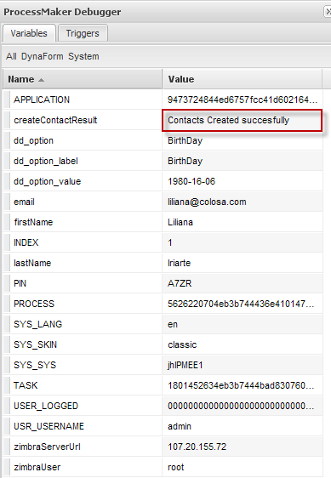 ProcessMaker Debugger
Variables Triggers
All DynaForm System
Name Value
APPLICATION 9473724844ed6757fcc41d602164...
createContactResult Contacts Created succesfully
dd_option BirthDay
dd_option_label BirthDay
dd_option_value 1980-16-06
email liliana@colosa.com
firstName Liliana
INDEX 1
lastName Iriarte
PIN A7ZR
PROCESS 5626220704eb3b744436e410147...
SYS_LANG en
SYS_SKIN classic
SYS_SYS jhlPMEE1
TASK 1801452634eb3b7444bad830760...
USER_LOGGED 00000000000000000000000000...
USR_USERNAME admin
zimbraServerUrl 107.20.155.72
zimbraUser root